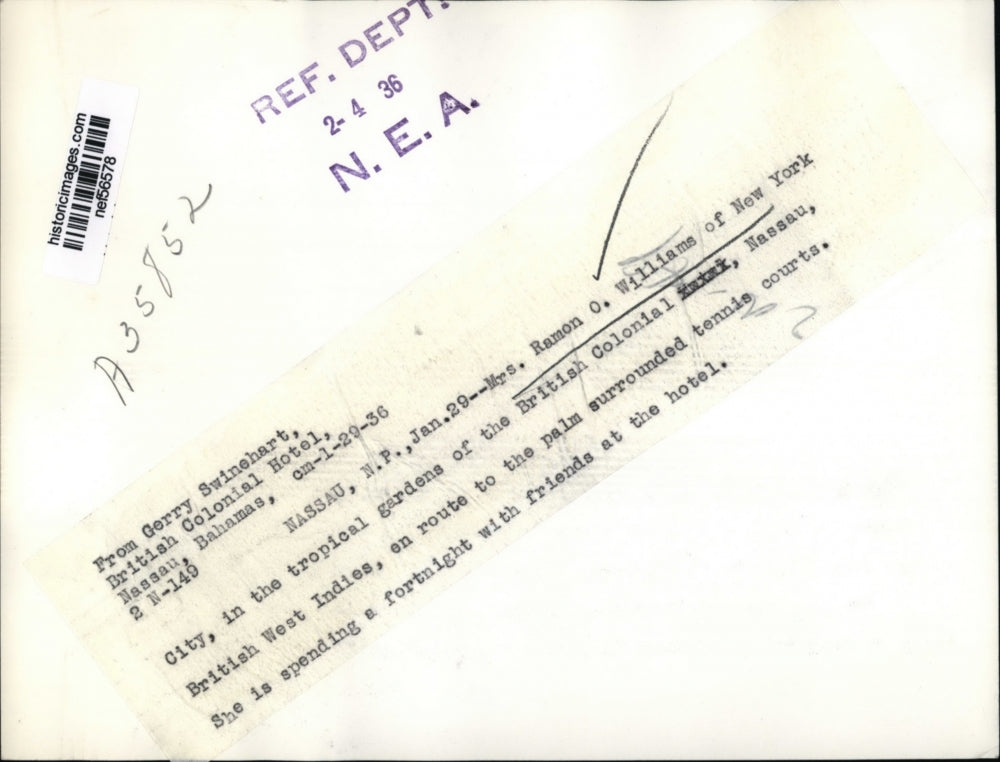 REF. DEPT.
2-4 36
N. E. A.
historicimages.com
nef56578
A35852
From Gerry Swinehart,
British Colonial Hotel,
Nassau, Bahamas, cm-1-29-36
2 N-149
NASSAU, N.P., Jan.29--Mrs. Ramon O. Williams of New York
City, in the tropical gardens of the British Colonial, Nassau,
British West Indies, en route to the palm surrounded tennis courts.
She is spending a fortnight with friends at the hotel.